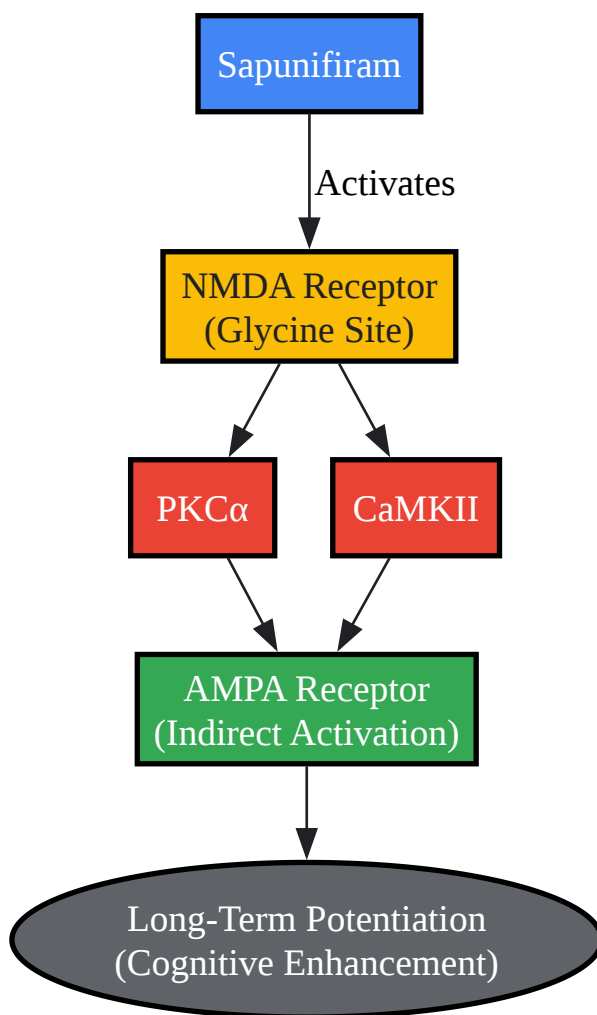 Sapunifiram
Activates
NMDA Receptor
(Glycine Site)
PKCα
CaMKII
AMPA Receptor
(Indirect Activation)
Long-Term Potentiation
(Cognitive Enhancement)